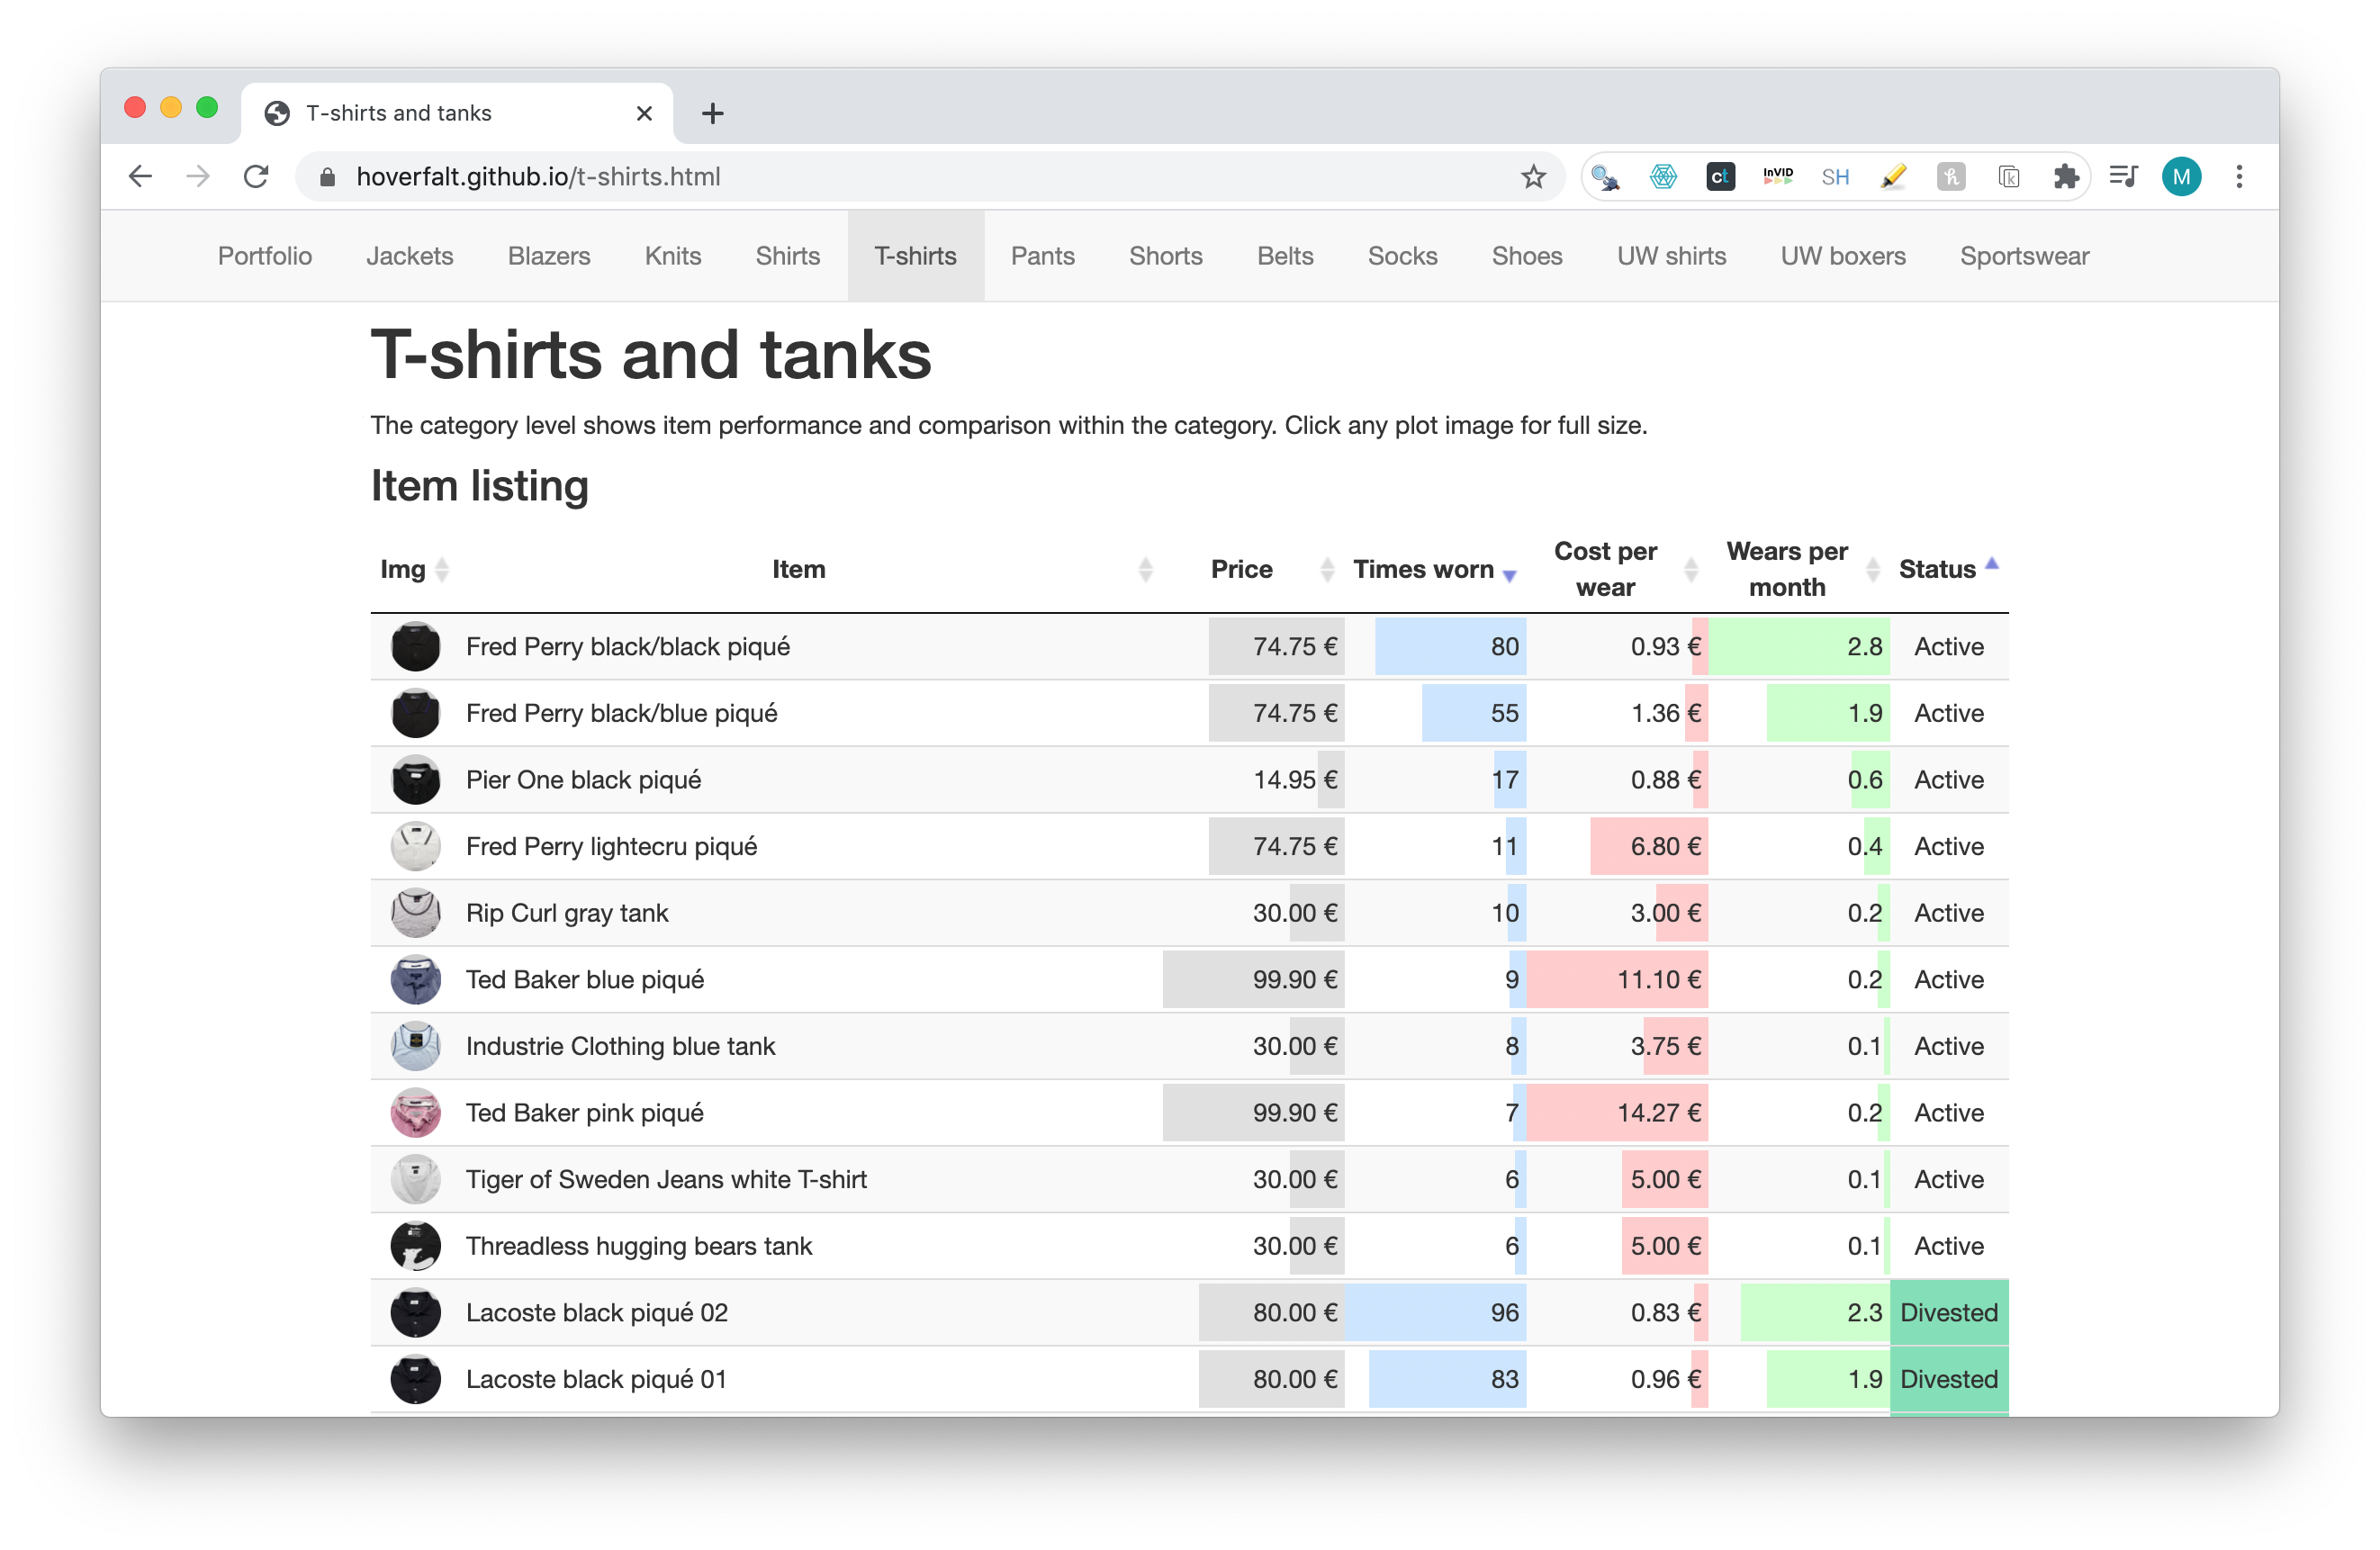 T-shirts and tanks
hoverfalt.github.io/t-shirts.html
ct
InVID
SH
h
k
M
Portfolio Jackets Blazers Knits Shirts T-shirts Pants Shorts Belts Socks Shoes UW shirts UW boxers Sportswear
T-shirts and tanks
The category level shows item performance and comparison within the category. Click any plot image for full size.
Item listing
Img Item Price Times worn Cost per wear Wears per month Status
Fred Perry black/black piqué 74.75 € 80 0.93 € 2.8 Active
Fred Perry black/blue piqué 74.75 € 55 1.36 € 1.9 Active
Pier One black piqué 14.95 € 17 0.88 € 0.6 Active
Fred Perry lightecru piqué 74.75 € 11 6.80 € 0.4 Active
Rip Curl gray tank 30.00 € 10 3.00 € 0.2 Active
Ted Baker blue piqué 99.90 € 9 11.10 € 0.2 Active
Industrie Clothing blue tank 30.00 € 8 3.75 € 0.1 Active
Ted Baker pink piqué 99.90 € 7 14.27 € 0.2 Active
Tiger of Sweden Jeans white T-shirt 30.00 € 6 5.00 € 0.1 Active
Threadless hugging bears tank 30.00 € 6 5.00 € 0.1 Active
Lacoste black piqué 02 80.00 € 96 0.83 € 2.3 Divested
Lacoste black piqué 01 80.00 € 83 0.96 € 1.9 Divested